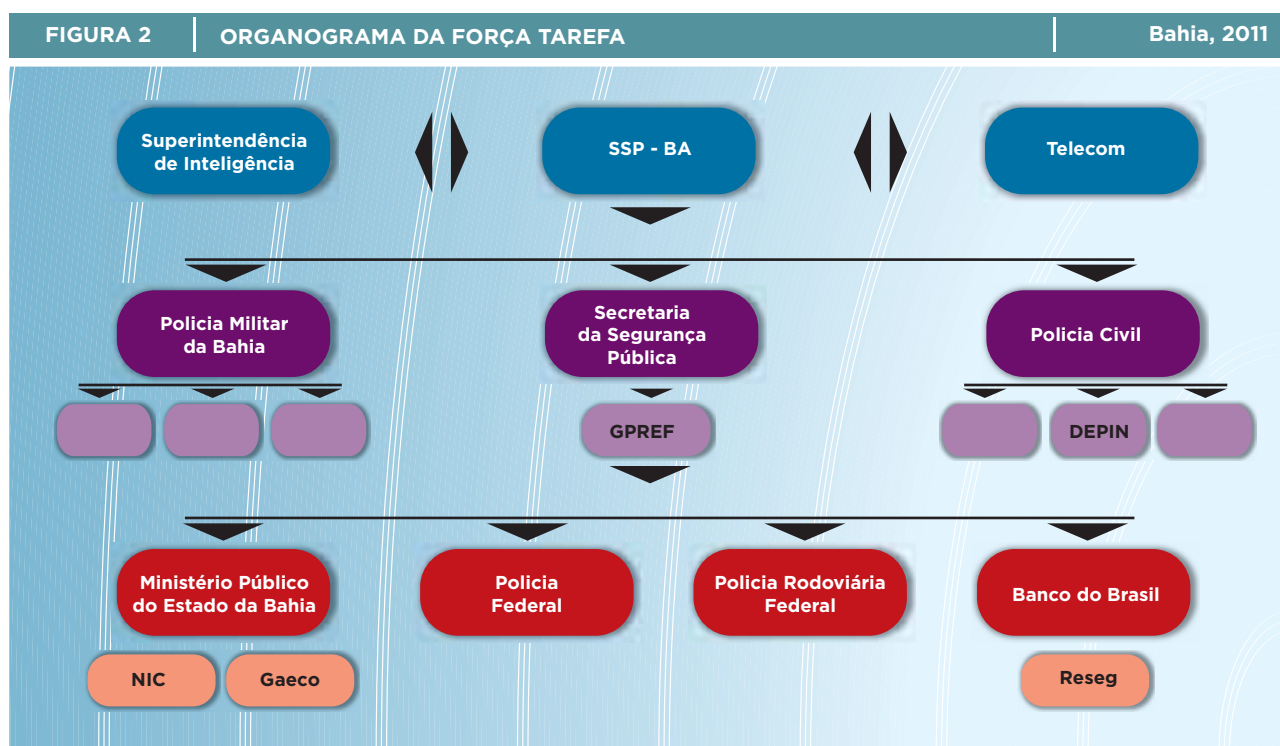 FIGURA 2
ORGANOGRAMA DA FORÇA TAREFA
Bahia, 2011
Superintendência
de Inteligência
SSP - BA
Telecom
Policia Militar
da Bahia
Secretaria
da Segurança
Pública
Policia Civil
GPREF
DEPIN
Ministério Público
do Estado da Bahia
Policia
Federal
Policia Rodoviária
Federal
Banco do Brasil
NIC
Gaeco
Reseg